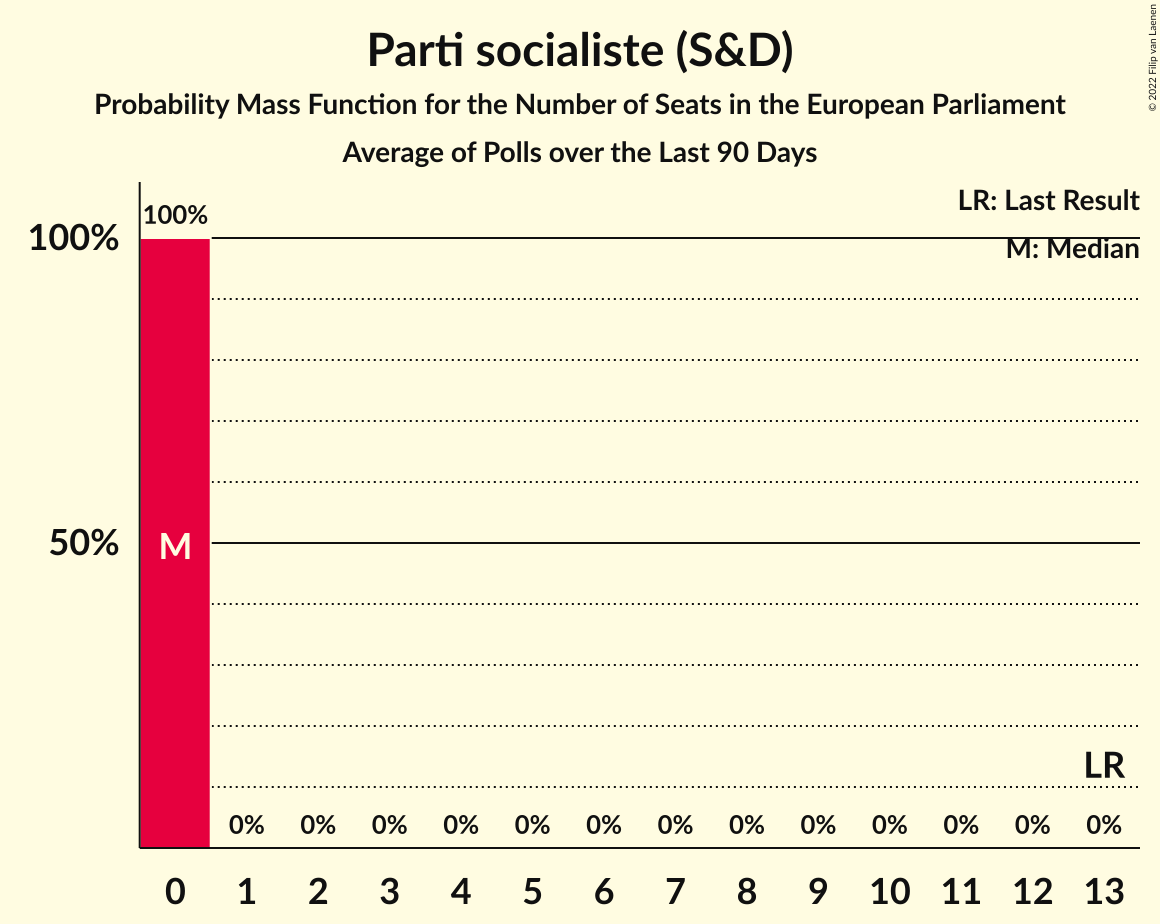 Parti socialiste (S&D)
Probability Mass Function for the Number of Seats in the European Parliament
Average of Polls over the Last 90 Days
© 2022 Filip van Laenen
LR: Last Result
M: Median
100%
100%
50%
M
LR
0% 0% 0% 0% 0% 0% 0% 0% 0% 0% 0% 0% 0%
0 1 2 3 4 5 6 7 8 9 10 11 12 13